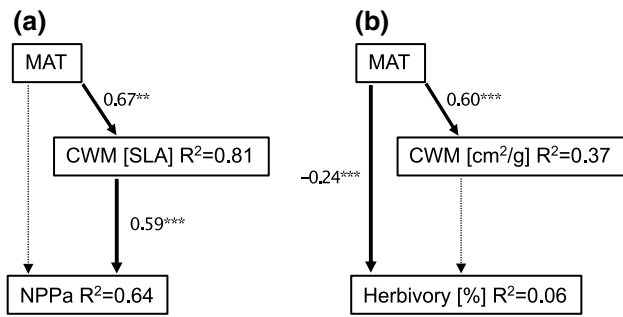 (a)
MAT
0.67**
CWM [SLA] R²=0.81
0.59***
NPPa R²=0.64
(b)
MAT
0.60***
CWM [cm²/g] R²=0.37
−0.24***
Herbivory [%] R²=0.06